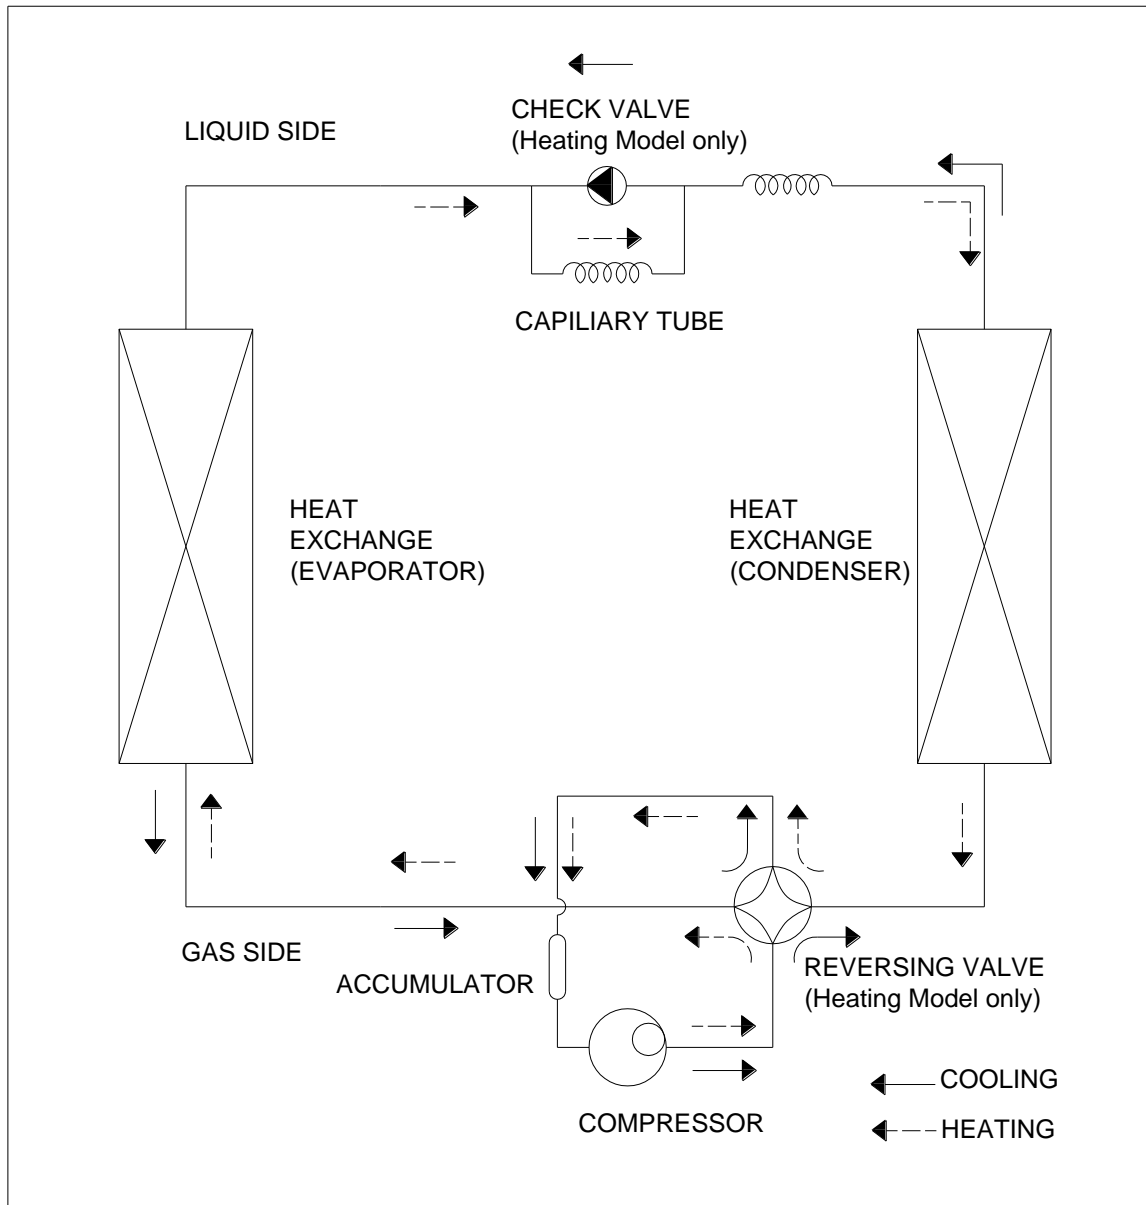 CHECK VALVE
(Heating Model only)
LIQUID SIDE
CAPILIARY TUBE
HEAT
EXCHANGE
(EVAPORATOR)
HEAT
EXCHANGE
(CONDENSER)
GAS SIDE
ACCUMULATOR
REVERSING VALVE
(Heating Model only)
COMPRESSOR
COOLING
HEATING